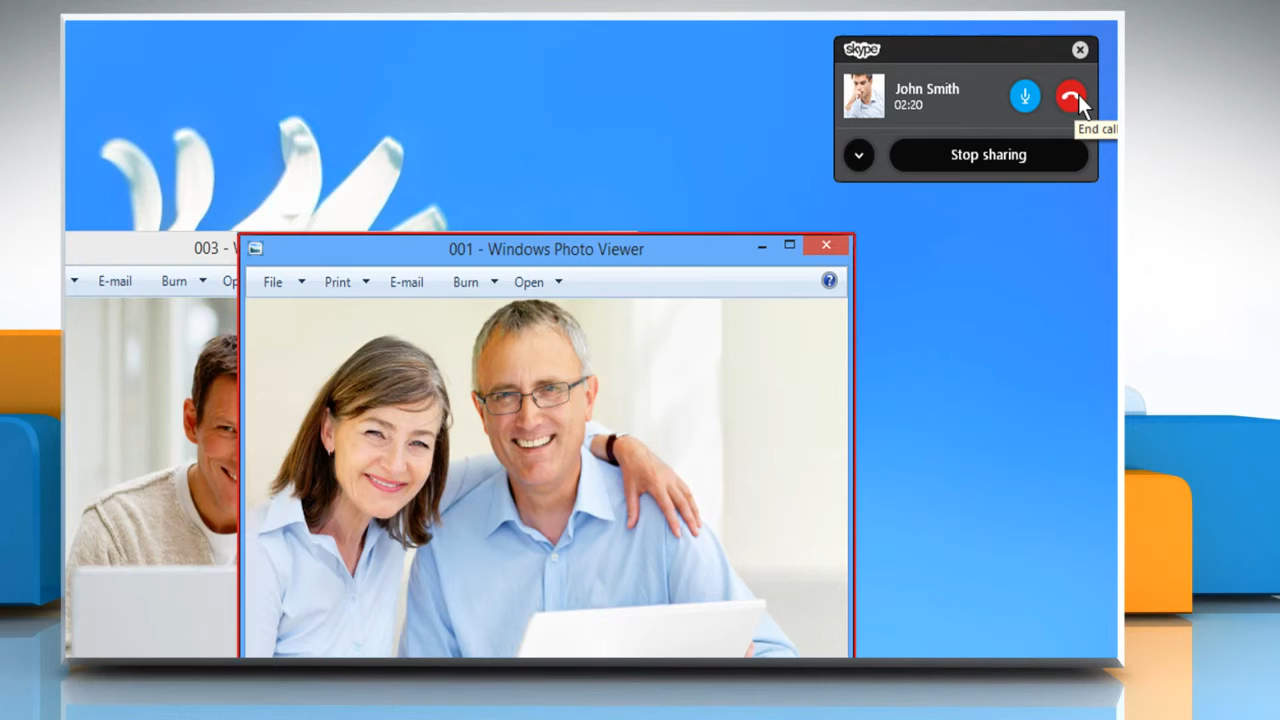 skype
John Smith
02:20
End call
Stop sharing
003 - W
001 - Windows Photo Viewer
E-mail Burn Op
File Print E-mail Burn Open